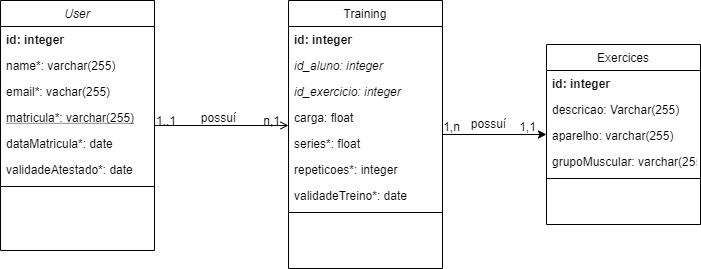 User
id: integer
name*: varchar(255)
email*: vachar(255)
matricula*: varchar(255)
dataMatricula*: date
validadeAtestado*: date
1..1
possuí
n,1
Training
id: integer
id_aluno: integer
id_exercicio: integer
carga: float
series*: float
repeticoes*: integer
validadeTreino*: date
1,n
possuí
1,1
Exercices
id: integer
descricao: Varchar(255)
aparelho: varchar(255)
grupoMuscular: varchar(25